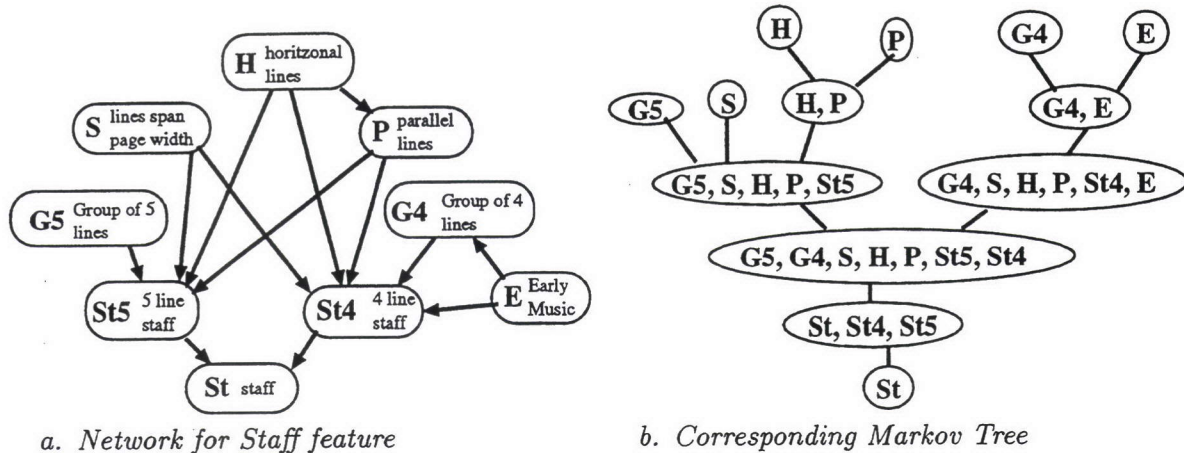 H horitzonal
lines
S lines span
page width
P parallel
lines
G5 Group of 5
lines
G4 Group of 4
lines
St5 5 line
staff
St4 4 line
staff
E Early
Music
St staff
a. Network for Staff feature
H
P
G4
E
G5
S
H, P
G4, E
G5, S, H, P, St5
G4, S, H, P, St4, E
G5, G4, S, H, P, St5, St4
St, St4, St5
St
b. Corresponding Markov Tree